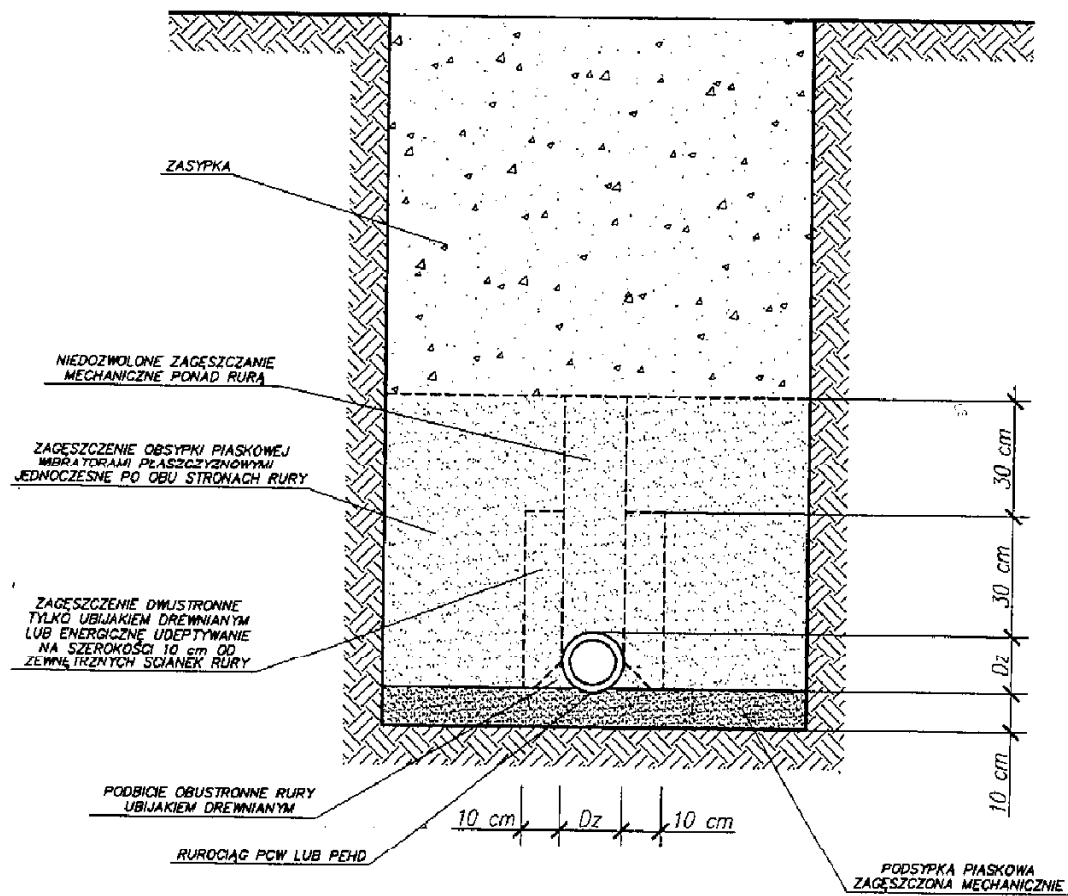 ZASYPKA
NIEDOZWOLONE ZAGĘSZCZANIE
MECHANICZNE PONAD RURĄ
ZAGĘSZCZENIE OBSYPKI PIASKOWEJ
WIBRATORAMI PŁASZCZYZNOWYMI
JEDNOCZEŚNE PO OBU STRONACH RURY
ZAGĘSZCZENIE DWUSTRONNE
TYLKO UBIJAKIEM DREWNIANYM
LUB ENERGICZNE UDEPTYWANIE
NA SZEROKOŚCI 10 cm OD
ZEWNĘTRZNYCH ŚCIANEK RURY
PODBICIE OBUSTRONNE RURY
UBIJAKIEM DREWNIANYM
RUROCIĄG PCW LUB PEHD
10 cm
Dz
10 cm
30 cm
30 cm
Dz
10 cm
PODSYPKA PIASKOWA
ZAGĘSZCZONA MECHANICZNIE